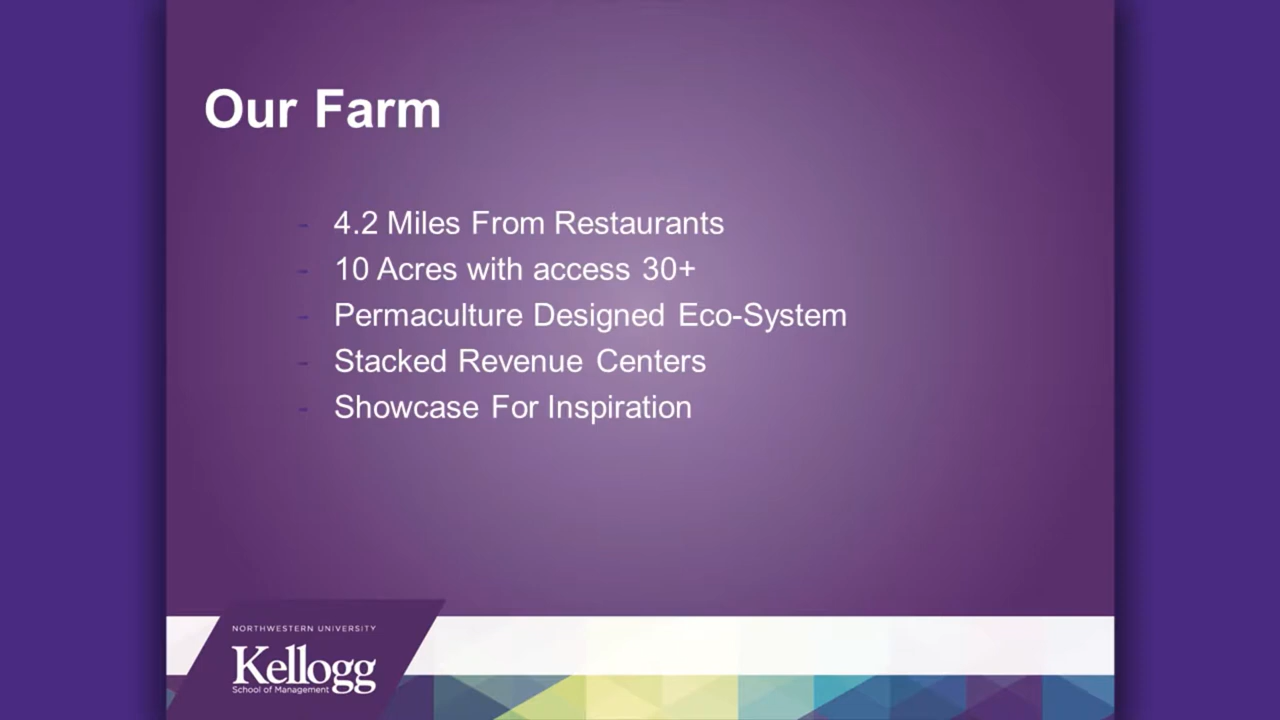 Our Farm
- 4.2 Miles From Restaurants
- 10 Acres with access 30+
- Permaculture Designed Eco-System
- Stacked Revenue Centers
- Showcase For Inspiration
NORTHWESTERN UNIVERSITY
Kellogg
School of Management